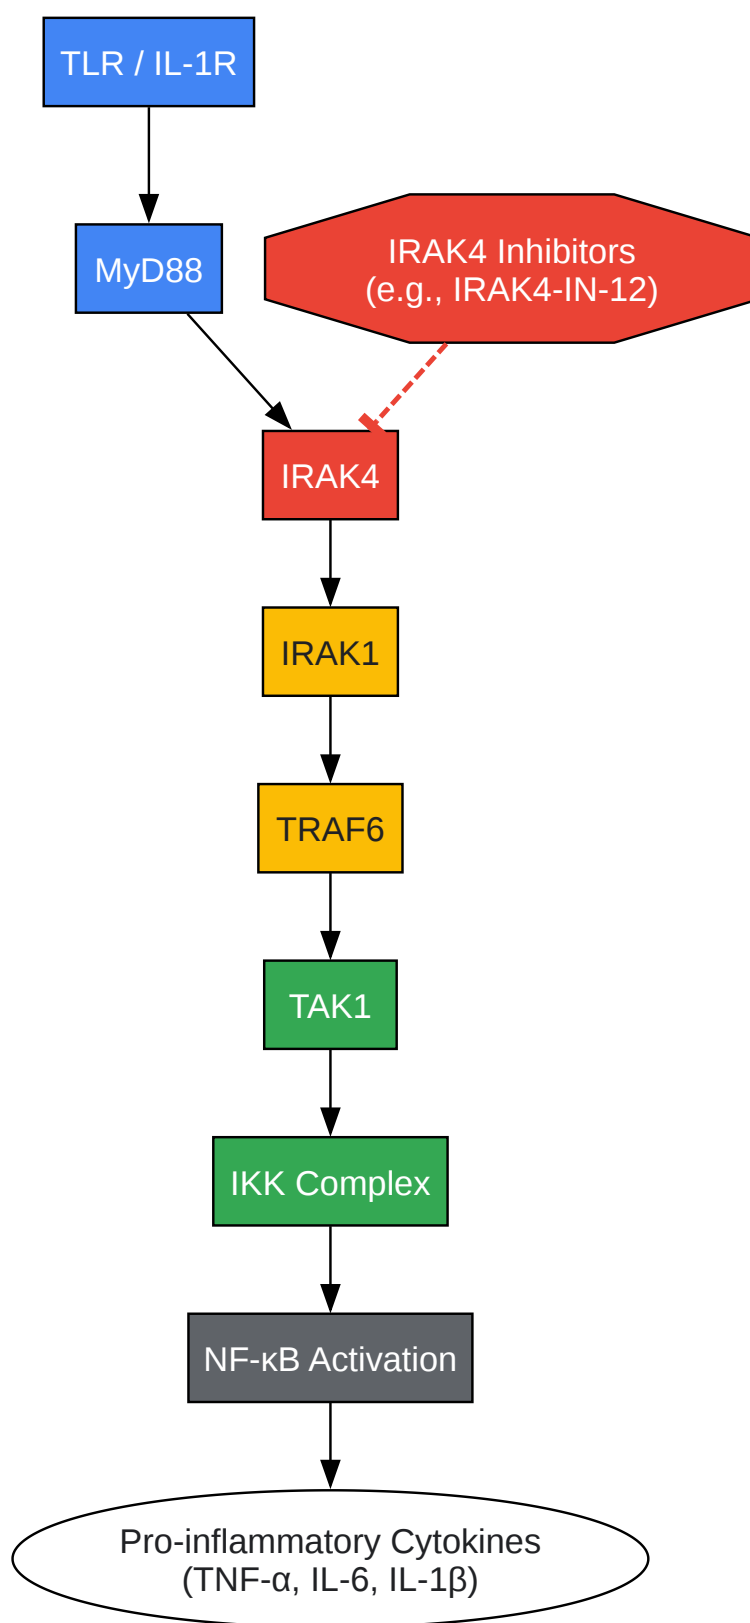 TLR / IL-1R
MyD88
IRAK4 Inhibitors
(e.g., IRAK4-IN-12)
IRAK4
IRAK1
TRAF6
TAK1
IKK Complex
NF-κB Activation
Pro-inflammatory Cytokines
(TNF-α, IL-6, IL-1β)